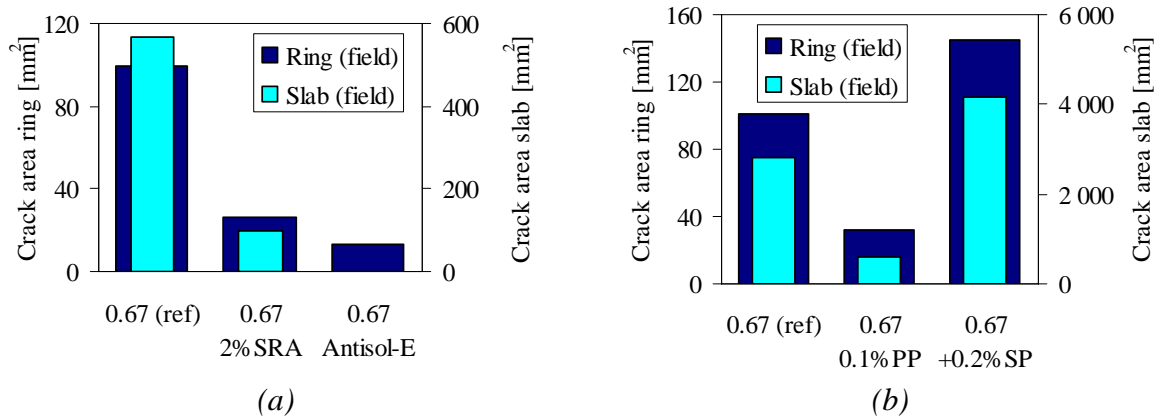 120
80
40
0
Crack area ring [mm²]
Ring (field)
Slab (field)
600
400
200
0
Crack area slab [mm²]
0.67 (ref) 0.67 0.67
2% SRA Antisol-E
(a)
160
120
80
40
0
Crack area ring [mm²]
Ring (field)
Slab (field)
6 000
4 000
2 000
0
Crack area slab [mm²]
0.67 (ref) 0.67 0.67
0.1% PP +0.2% SP
(b)